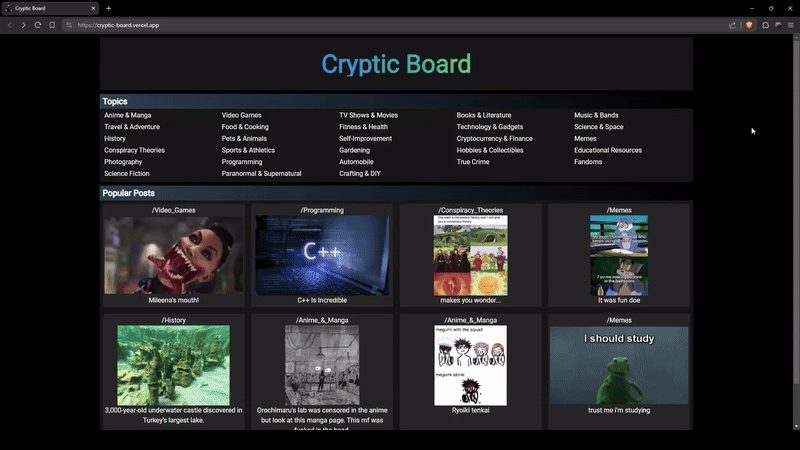 Cryptic Board
https://cryptic-board.vercel.app
Cryptic Board
Topics
Anime & Manga
Video Games
TV Shows & Movies
Books & Literature
Music & Bands
Travel & Adventure
Food & Cooking
Fitness & Health
Technology & Gadgets
Science & Space
History
Pets & Animals
Self-Improvement
Cryptocurrency & Finance
Memes
Conspiracy Theories
Sports & Athletics
Gardening
Hobbies & Collectibles
Educational Resources
Photography
Programming
Automobile
True Crime
Fandoms
Science Fiction
Paranormal & Supernatural
Crafting & DIY
Popular Posts
/Video_Games
Mileena's mouth!
/Programming
C++
C++ Is Incredible
/Conspiracy_Theories
makes you wonder...
/Memes
It was fun doe
/History
3,000-year-old underwater castle discovered in
Turkey's largest lake.
/Anime_&_Manga
Orochimaru's lab was censored in the anime
but look at this manga page. This mf was
fucked in the head
/Anime_&_Manga
megumi with the squad:
megumi alone:
Ryoiki tenkai
/Memes
I should study
trust me i'm studying